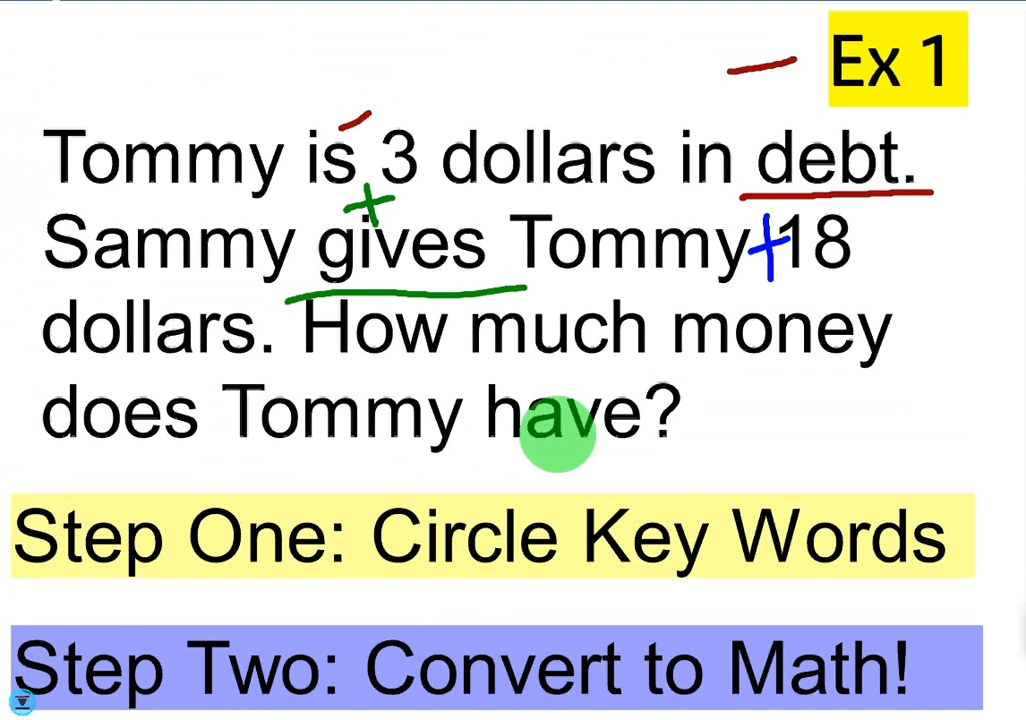 Ex 1
Tommy is -3 dollars in debt.
Sammy gives Tommy +18
dollars. How much money
does Tommy have?
Step One: Circle Key Words
Step Two: Convert to Math!